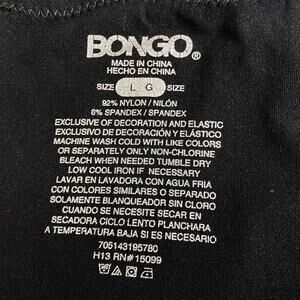 BONGO®
MADE IN CHINA
HECHO EN CHINA
SIZE L G SIZE
92% NYLON / NILÓN
8% SPANDEX / SPANDEX
EXCLUSIVE OF DECORATION AND ELASTIC
EXCLUSIVO DE DECORACIÓN Y ELÁSTICO
MACHINE WASH COLD WITH LIKE COLORS
OR SEPARATELY ONLY NON-CHLORINE
BLEACH WHEN NEEDED TUMBLE DRY
LOW COOL IRON IF NECESSARY
LAVAR EN LAVADORA CON AGUA FRIA
CON COLORES SIMILARES O SEPARADO
SOLAMENTE BLANQUEADOR SIN CLORO
CUANDO SE NECESITE SECAR EN
SECADORA CICLO LENTO PLANCHARA
A TEMPERATURA BAJA SI ES NECESARIO
705143195780
H13 RN#15099